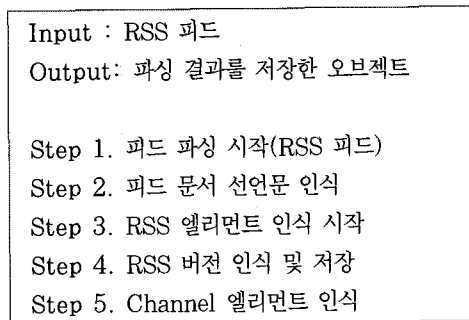 Input : RSS 피드
Output: 파싱 결과를 저장한 오브젝트
Step 1. 피드 파싱 시작(RSS 피드)
Step 2. 피드 문서 선언문 인식
Step 3. RSS 엘리먼트 인식 시작
Step 4. RSS 버전 인식 및 저장
Step 5. Channel 엘리먼트 인식